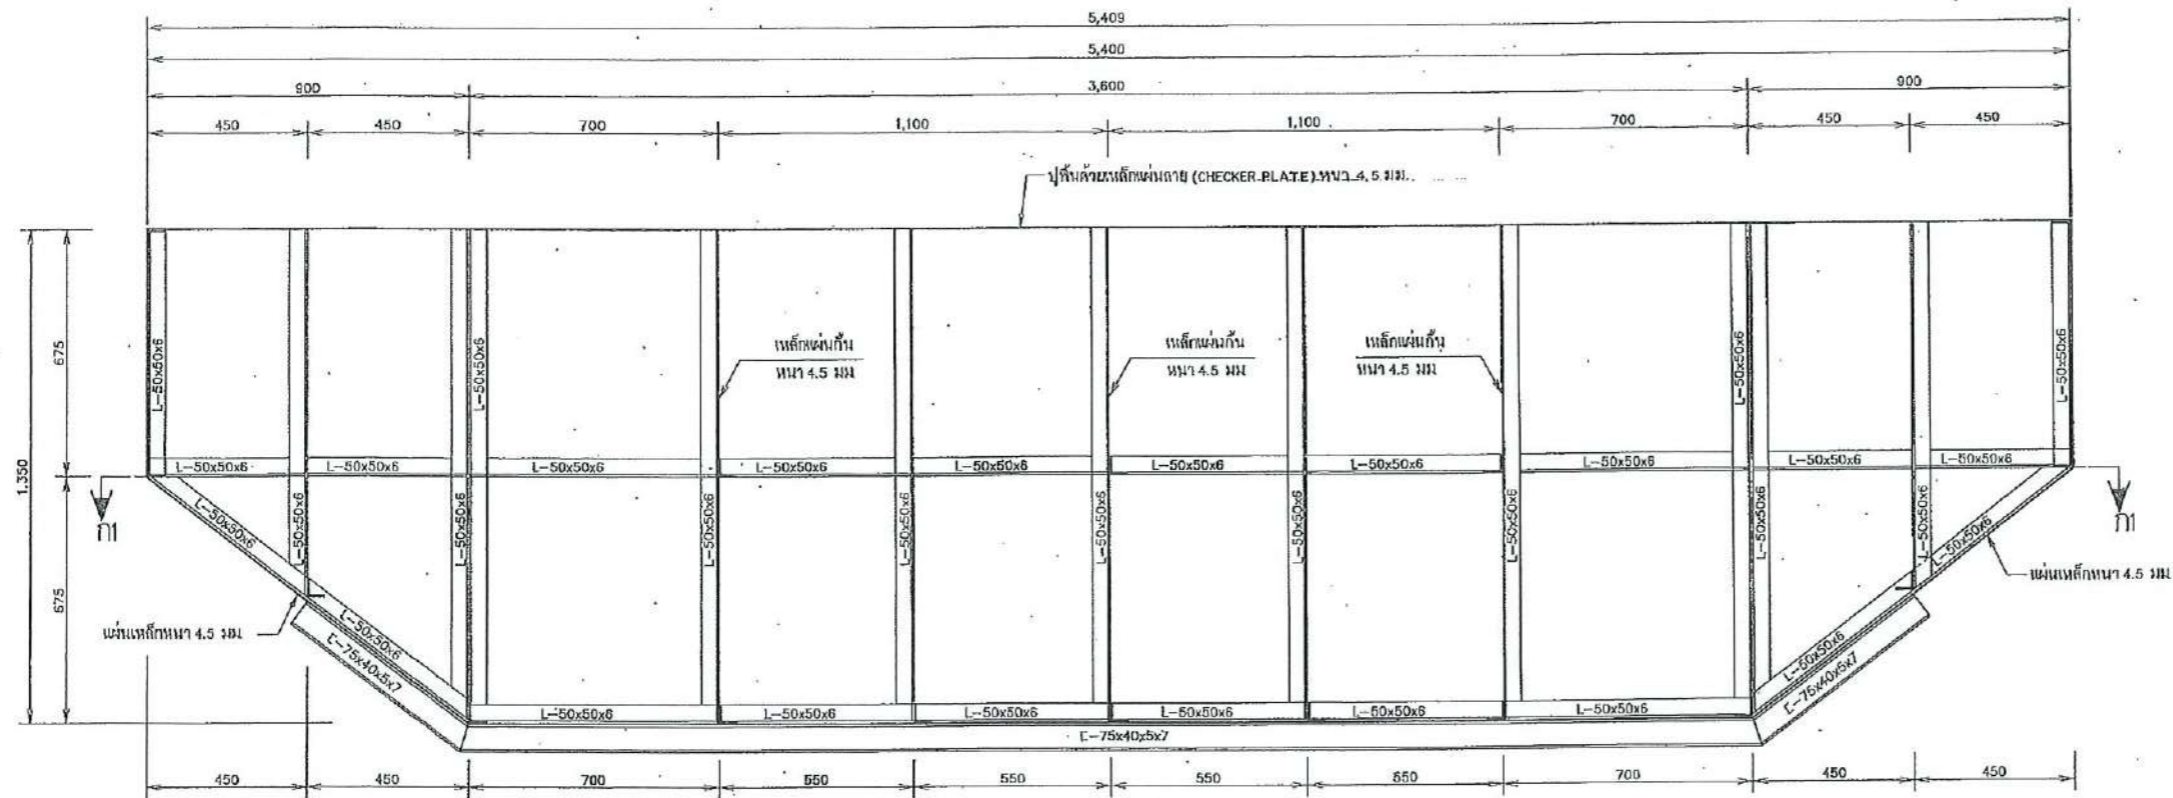 5,409
5,400
900 3,600 900
450 450 700 1,100 1,100 700 450 450
ปูพื้นด้วยเหล็กแผ่นลาย (CHECKER PLATE) หนา 4.5 มม.
1,350
675
675
L-50x50x6 L-50x50x6 L-50x50x6 L-50x50x6
เหล็กแผ่นกั้น
หนา 4.5 มม
เหล็กแผ่นกั้น
หนา 4.5 มม
เหล็กแผ่นกั้น
หนา 4.5 มม
L-50x50x6 L-50x50x6 L-50x50x6 L-50x50x6 L-50x50x6 L-50x50x6 L-50x50x6 L-50x50x6 L-50x50x6 L-50x50x6
ก1 ก1
L-50x50x6 L-50x50x6 L-50x50x6 L-50x50x6 L-50x50x6 L-50x50x6 L-50x50x6 L-50x50x6 L-50x50x6 L-50x50x6 L-50x50x6
แผ่นเหล็กหนา 4.5 มม
แผ่นเหล็กหนา 4.5 มม
L-50x50x6 L-50x50x6
[-75x40x5x7 [-75x40x5x7
L-50x50x6 L-50x50x6 L-50x50x6 L-50x50x6 L-50x50x6 L-50x50x6
[-75x40x5x7
450 450 700 550 550 550 550 700 450 450